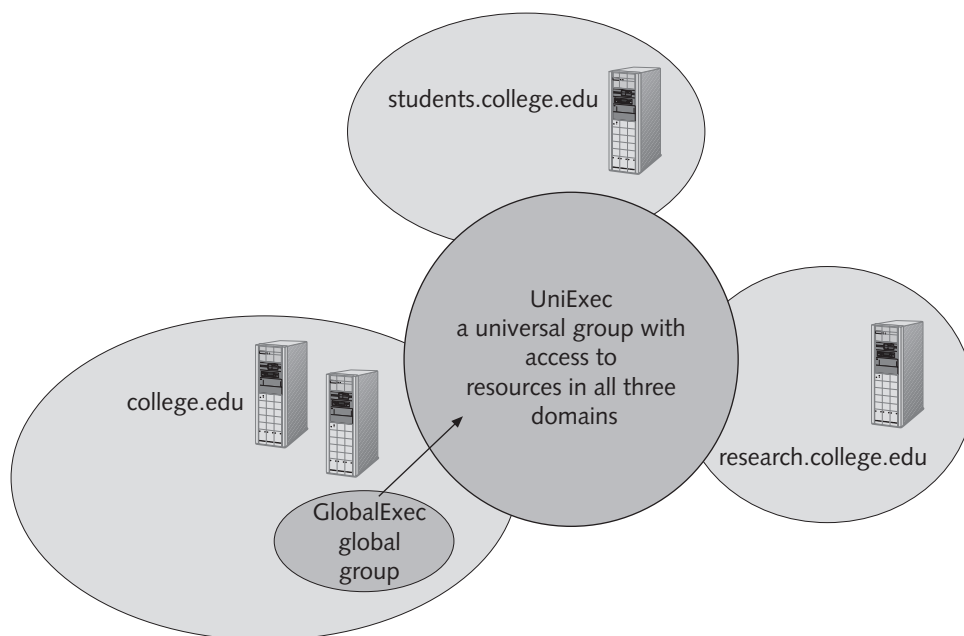 students.college.edu
UniExec
a universal group with
access to
resources in all three
domains
college.edu
research.college.edu
GlobalExec
global
group